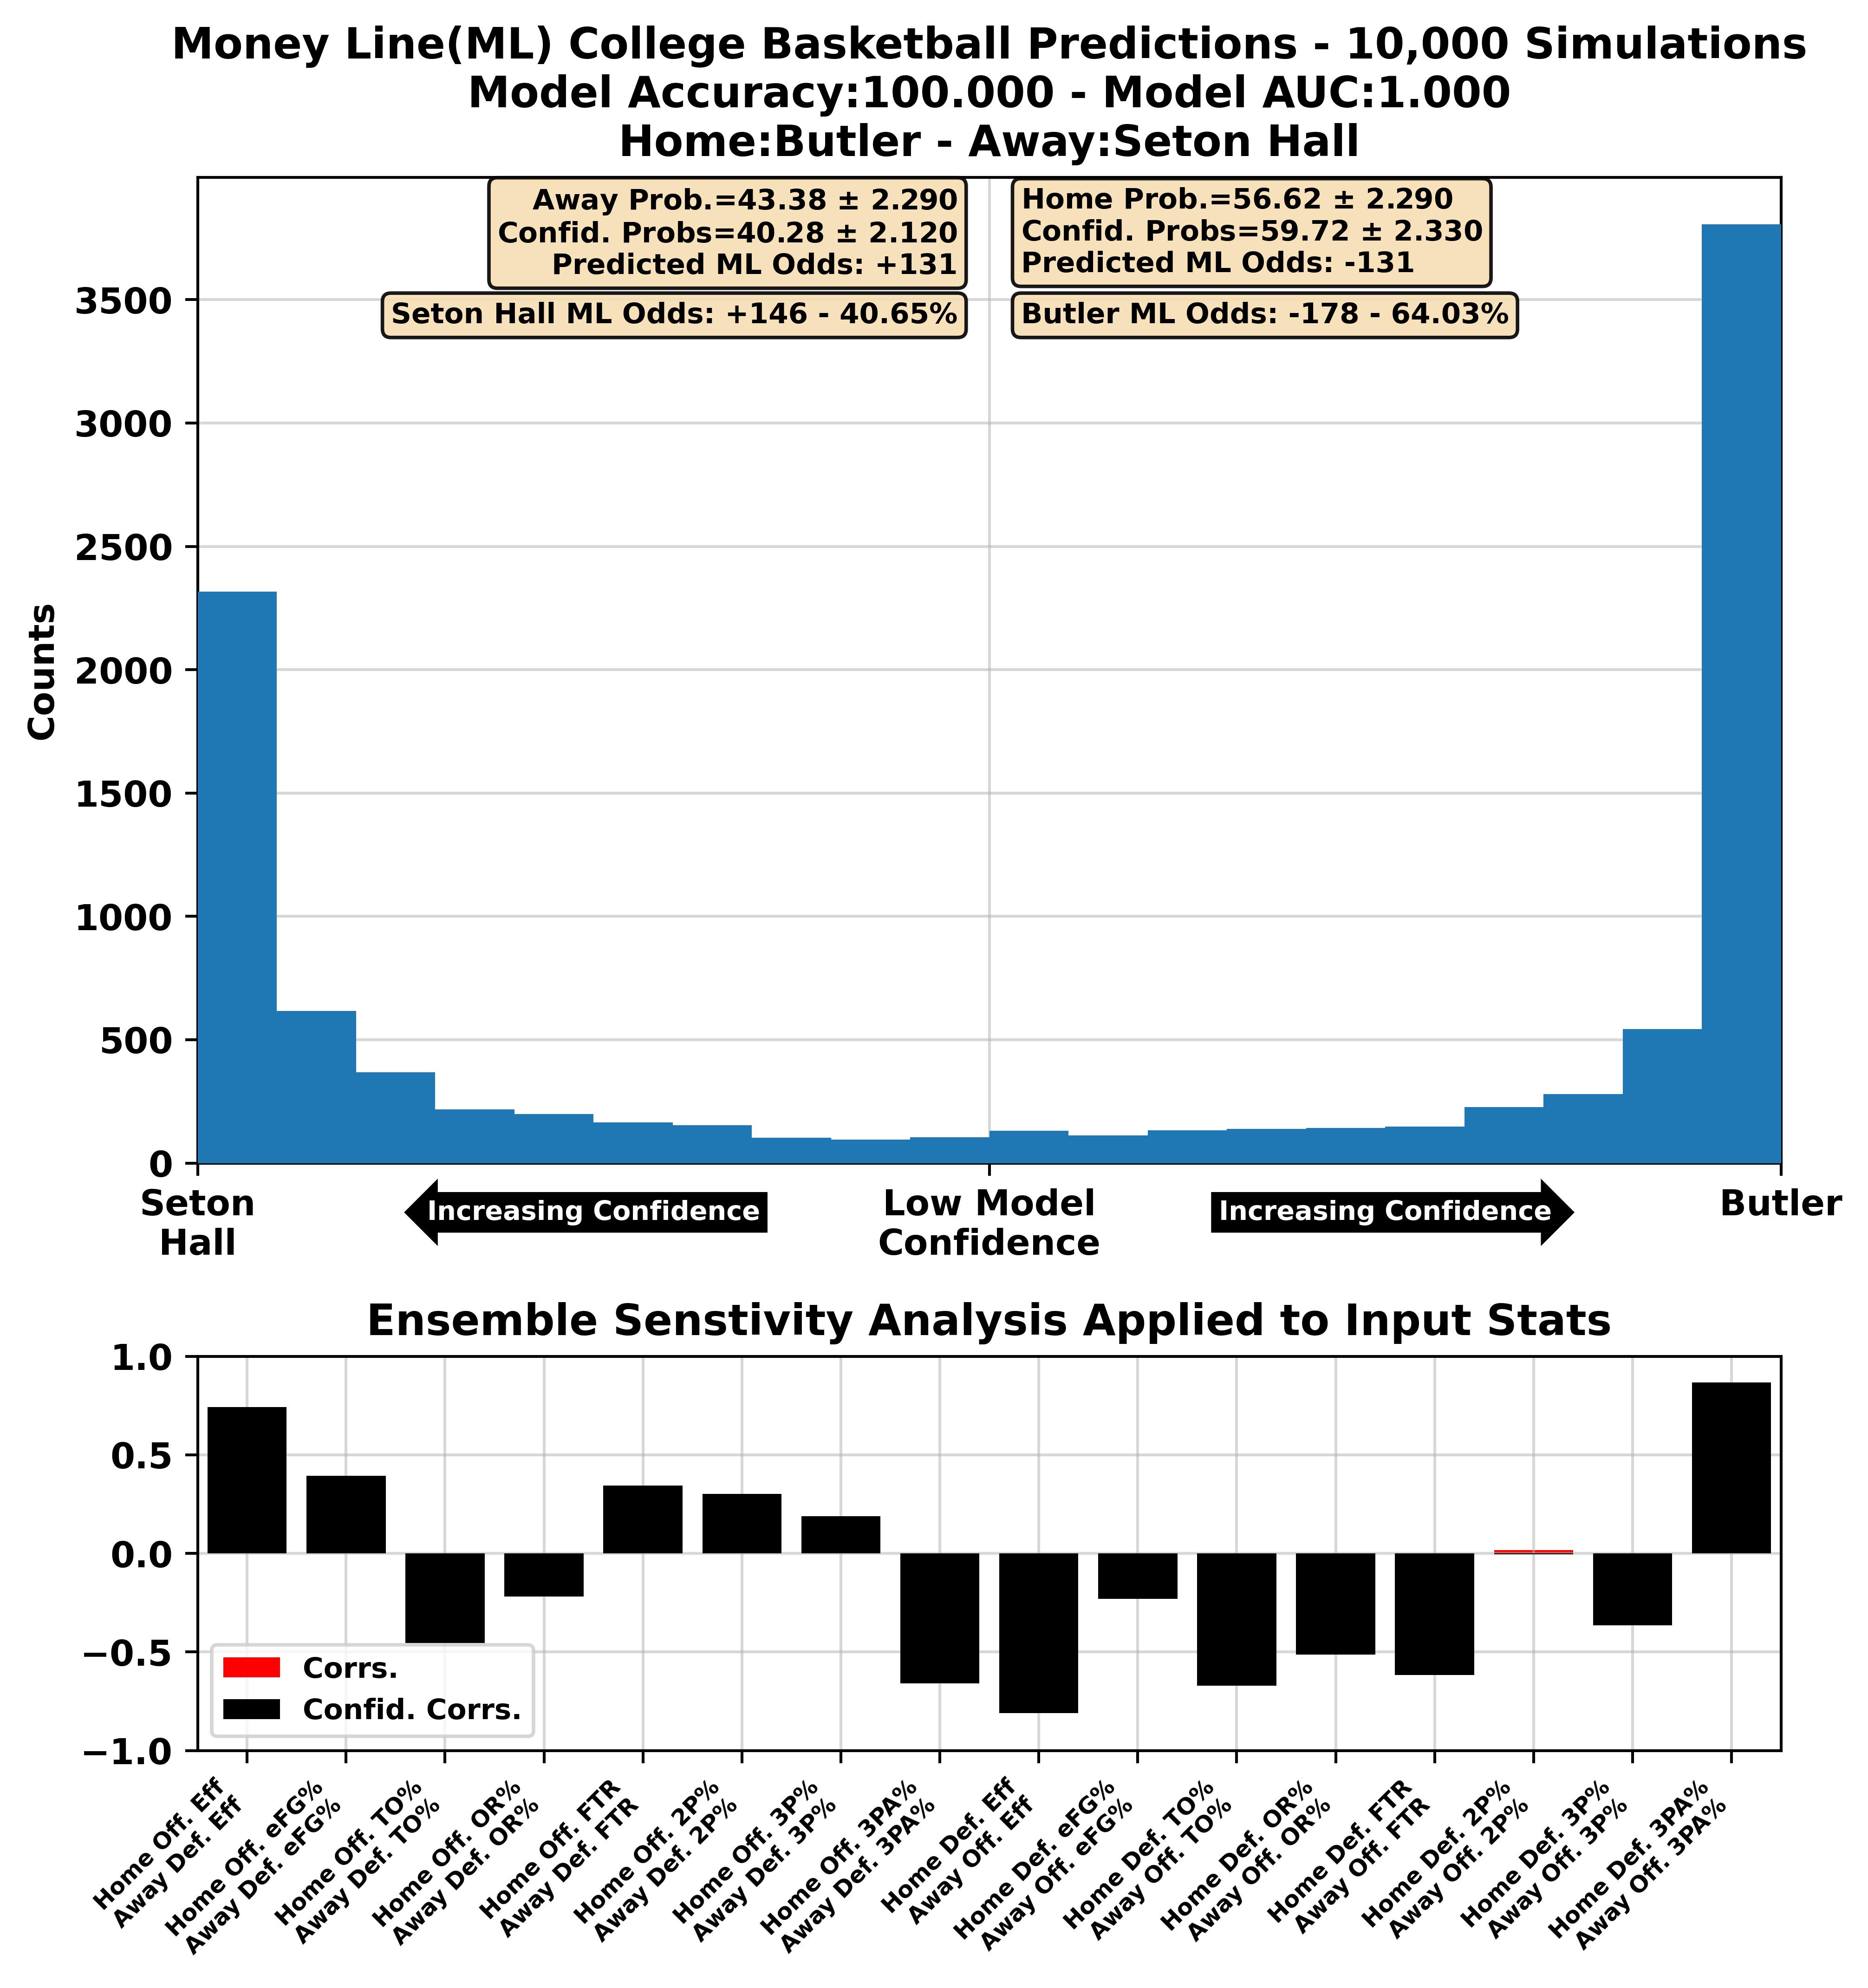 Money Line(ML) College Basketball Predictions - 10,000 Simulations
Model Accuracy:100.000 - Model AUC:1.000
Home:Butler - Away:Seton Hall
Away Prob.=43.38 ± 2.290
Confid. Probs=40.28 ± 2.120
Predicted ML Odds: +131
Home Prob.=56.62 ± 2.290
Confid. Probs=59.72 ± 2.330
Predicted ML Odds: -131
Seton Hall ML Odds: +146 - 40.65%
Butler ML Odds: -178 - 64.03%
Counts
3500
3000
2500
2000
1500
1000
500
0
Seton
Hall
Increasing Confidence
Low Model
Confidence
Increasing Confidence
Butler
Ensemble Senstivity Analysis Applied to Input Stats
1.0
0.5
0.0
−0.5
−1.0
Corrs.
Confid. Corrs.
Home Off. Eff
Away Def. Eff
Home Off. eFG%
Away Def. eFG%
Home Off. TO%
Away Def. TO%
Home Off. OR%
Away Def. OR%
Home Off. FTR
Away Def. FTR
Home Off. 2P%
Away Def. 2P%
Home Off. 3P%
Away Def. 3P%
Home Off. 3PA%
Away Def. 3PA%
Home Def. Eff
Away Off. Eff
Home Def. eFG%
Away Off. eFG%
Home Def. TO%
Away Off. TO%
Home Def. OR%
Away Off. OR%
Home Def. FTR
Away Off. FTR
Home Def. 2P%
Away Off. 2P%
Home Def. 3P%
Away Off. 3P%
Home Def. 3PA%
Away Off. 3PA%